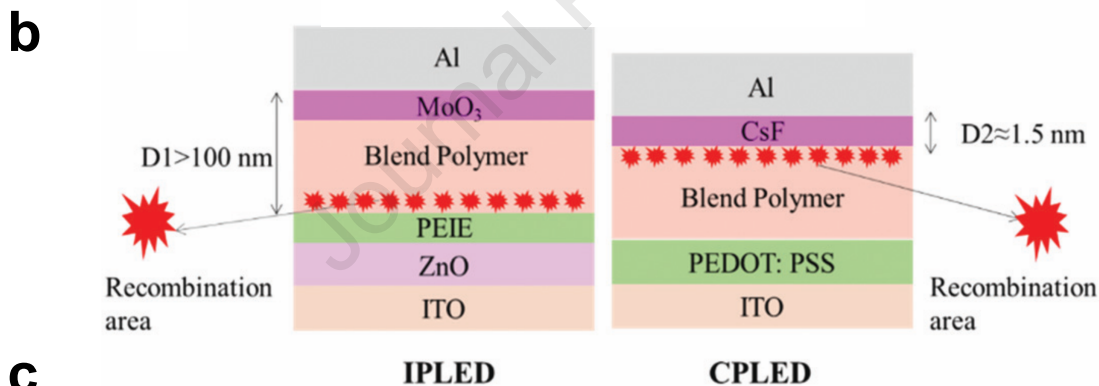 b
Al
MoO₃
D1>100 nm
Blend Polymer
PEIE
ZnO
ITO
Recombination
area
IPLED
Al
CsF
D2≈1.5 nm
Blend Polymer
PEDOT: PSS
ITO
Recombination
area
CPLED
c
Journal